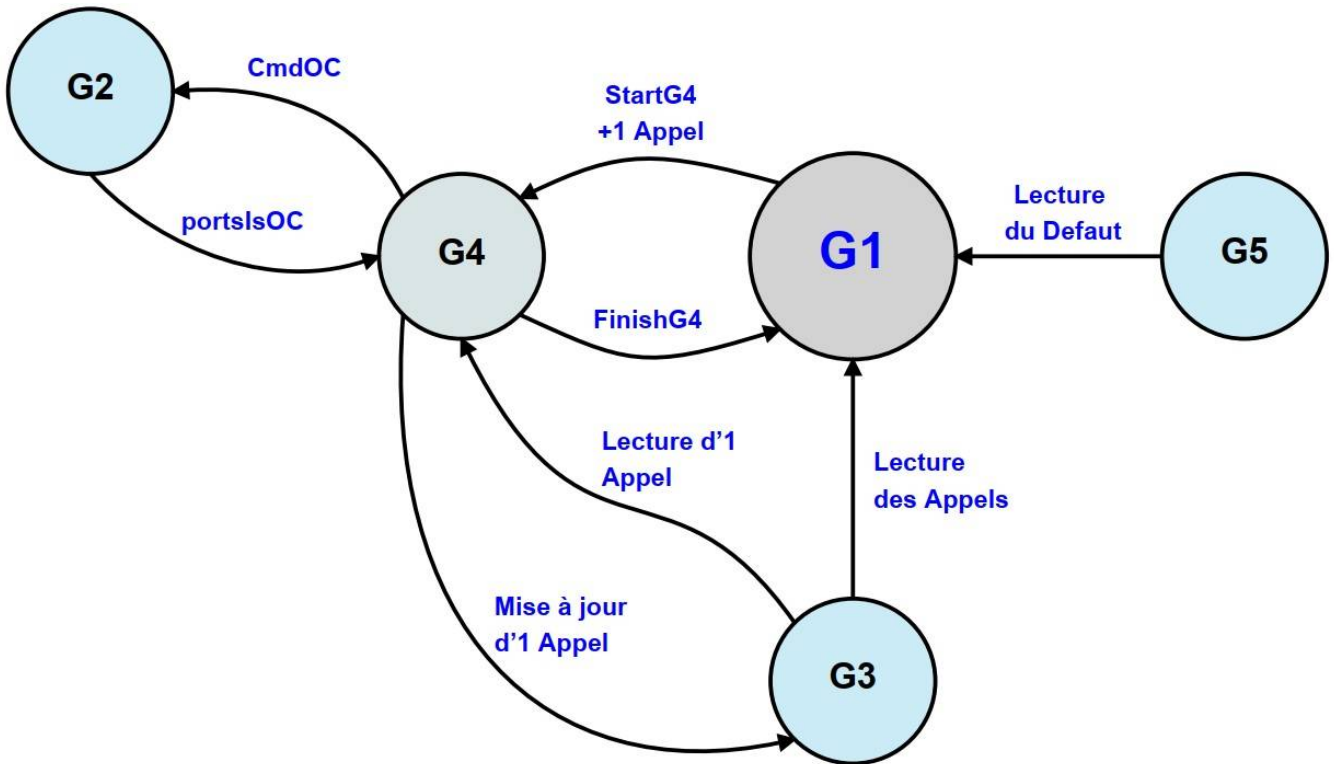 G2
CmdOC
StartG4
+1 Appel
portsIsOC
G4
G1
Lecture
du Defaut
G5
FinishG4
Lecture d'1
Appel
Lecture
des Appels
Mise à jour
d'1 Appel
G3